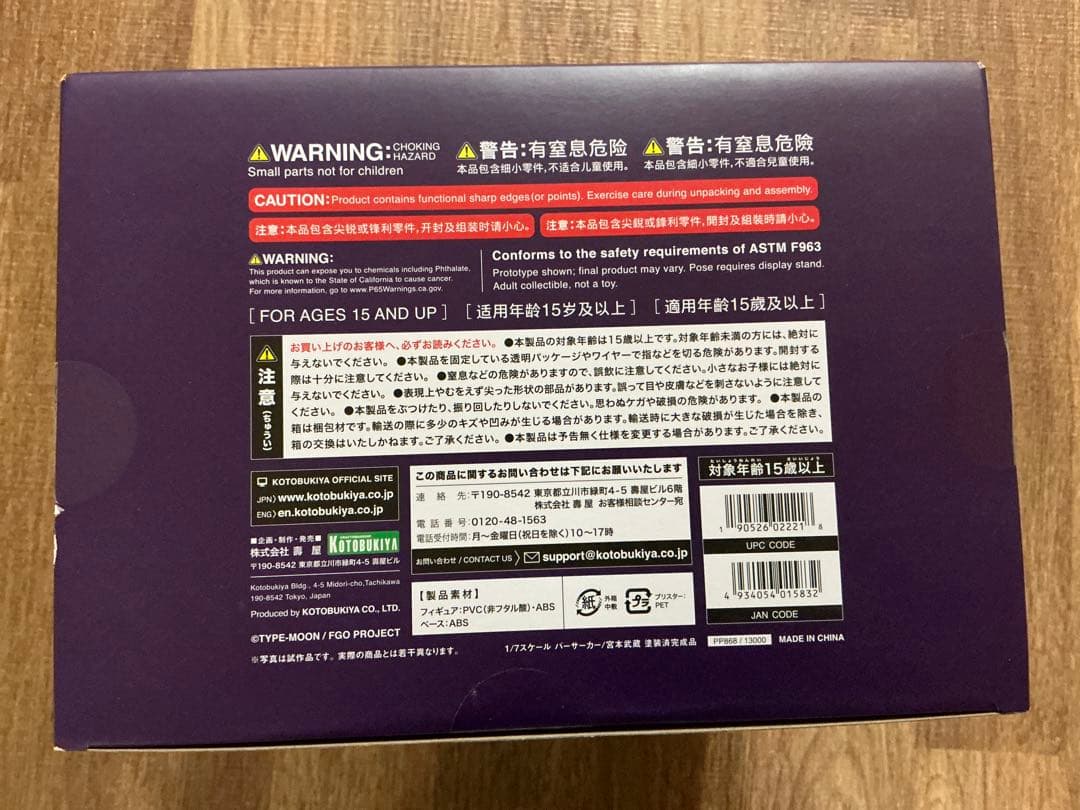 WARNING: CHOKING HAZARD
Small parts not for children
警告:有窒息危险
本品包含细小零件,不适合儿童使用。
警告:有窒息危險
本品包含細小零件,不適合兒童使用。
CAUTION: Product contains functional sharp edges (or points). Exercise care during unpacking and assembly.
注意:本品包含尖锐或锋利零件,开封及组装时请小心。
注意:本品包含尖銳或鋒利零件,開封及組裝時請小心。
WARNING:
This product can expose you to chemicals including Phthalate,
which is known to the State of California to cause cancer.
For more information, go to www.P65Warnings.ca.gov.
Conforms to the safety requirements of ASTM F963
Prototype shown; final product may vary. Pose requires display stand.
Adult collectible, not a toy.
[ FOR AGES 15 AND UP ] [ 适用年龄15岁及以上 ] [ 適用年齡15歲及以上 ]
注意(ちゅうい)
お買い上げのお客様へ、必ずお読みください。 ●本製品の対象年齢は15歳以上です。対象年齢未満の方には、絶対に
与えないでください。 ●本製品を固定している透明パッケージやワイヤーで指などを切る危険があります。開封する
際は十分に注意してください。 ●窒息などの危険がありますので、誤飲に注意してください。小さなお子様には絶対に
与えないでください。 ●表現上やむをえず尖った形状の部品があります。誤って目や皮膚などを刺さないように注意して
ください。 ●本製品をぶつけたり、振り回したりしないでください。思わぬケガや破損の危険があります。 ●本製品の
箱は梱包材です。輸送の際に多少のキズや凹みが生じる場合があります。輸送時に大きな破損が生じた場合を除き、
箱の交換はいたしかねます。ご了承ください。 ●本製品は予告無く仕様を変更する場合があります。ご了承ください。
KOTOBUKIYA OFFICIAL SITE
JPN) www.kotobukiya.co.jp
ENG) en.kotobukiya.co.jp
■企画・制作・発売■
株式会社 壽 屋
KOTOBUKIYA
〒190-8542 東京都立川市緑町4-5 壽屋ビル
Kotobukiya Bldg., 4-5 Midori-cho,Tachikawa
190-8542 Tokyo, Japan
Produced by KOTOBUKIYA CO., LTD.
©TYPE-MOON / FGO PROJECT
※写真は試作品です。実際の商品とは若干異なります。
この商品に関するお問い合わせは下記にお願いいたします
連 絡 先:〒190-8542 東京都立川市緑町4-5 壽屋ビル6階
株式会社 壽 屋 お客様相談センター宛
電 話 番 号:0120-48-1563
電話受付時間:月~金曜日(祝日を除く)10~17時
お問い合わせ / CONTACT US support@kotobukiya.co.jp
【製品素材】
フィギュア:PVC(非フタル酸)・ABS
ベース:ABS
紙 外箱 中敷
プラ ブリスター: PET
1/7スケール バーサーカー/宮本武蔵 塗装済完成品
たいしょうねんれい さいいじょう
対象年齢15歳以上
1 90526 02221 8
UPC CODE
4 934054 015832
JAN CODE
PP868 / 13000
MADE IN CHINA